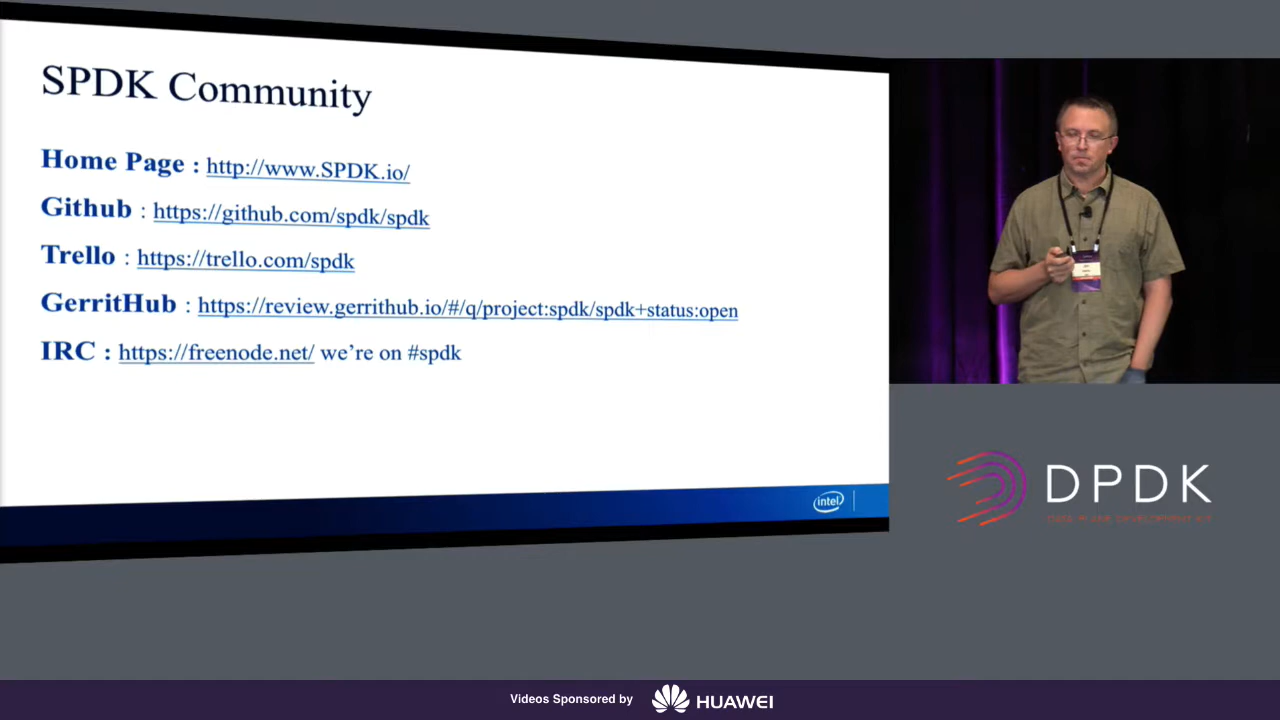 SPDK Community
Home Page : http://www.SPDK.io/
Github : https://github.com/spdk/spdk
Trello : https://trello.com/spdk
GerritHub : https://review.gerrithub.io/#/q/project:spdk/spdk+status:open
IRC : https://freenode.net/ we're on #spdk
intel
DPDK
DATA PLANE DEVELOPMENT KIT
Videos Sponsored by HUAWEI